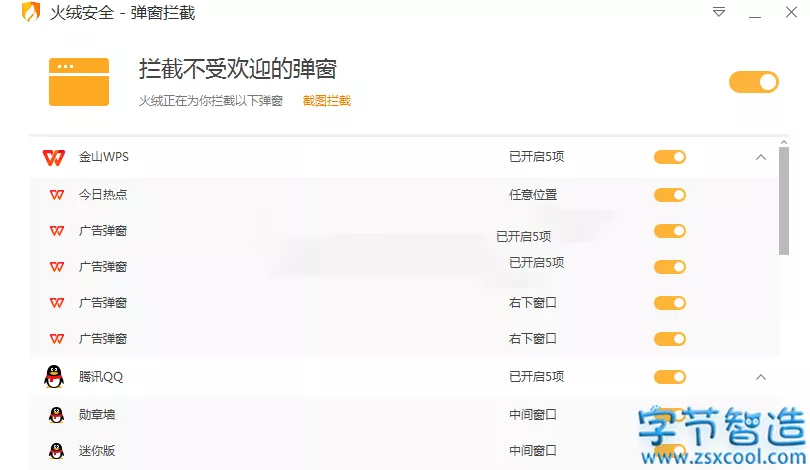 火绒安全 - 弹窗拦截
拦截不受欢迎的弹窗
火绒正在为你拦截以下弹窗 截图拦截
金山WPS 已开启5项
今日热点 任意位置
广告弹窗 已开启5项
广告弹窗 已开启5项
广告弹窗 右下窗口
广告弹窗 右下窗口
腾讯QQ 已开启5项
勋章墙 中间窗口
迷你版 中间窗口
字节智造
www.zsxcool.com